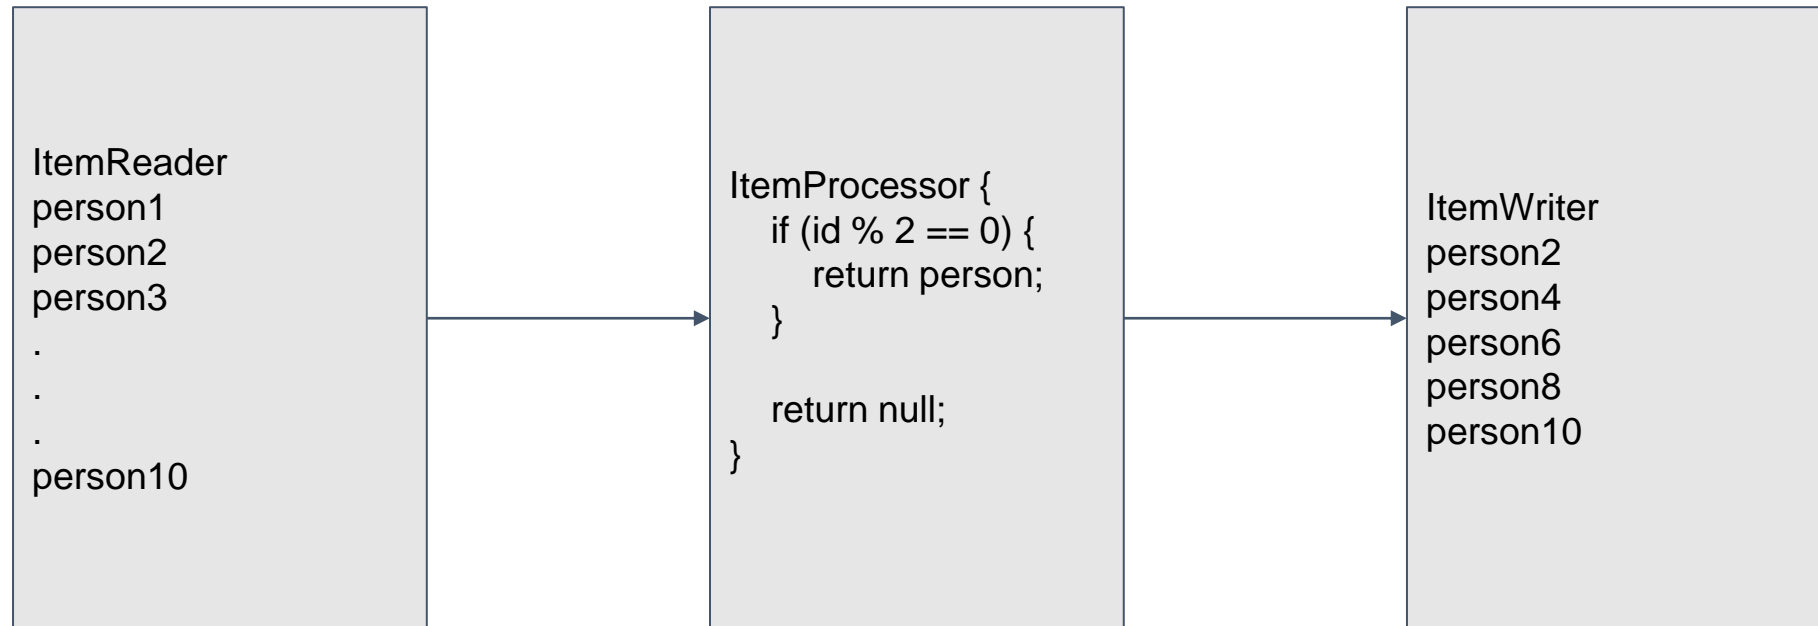 ItemReader
person1
person2
person3
.
.
.
person10
ItemProcessor {
if (id % 2 == 0) {
return person;
}
return null;
}
ItemWriter
person2
person4
person6
person8
person10